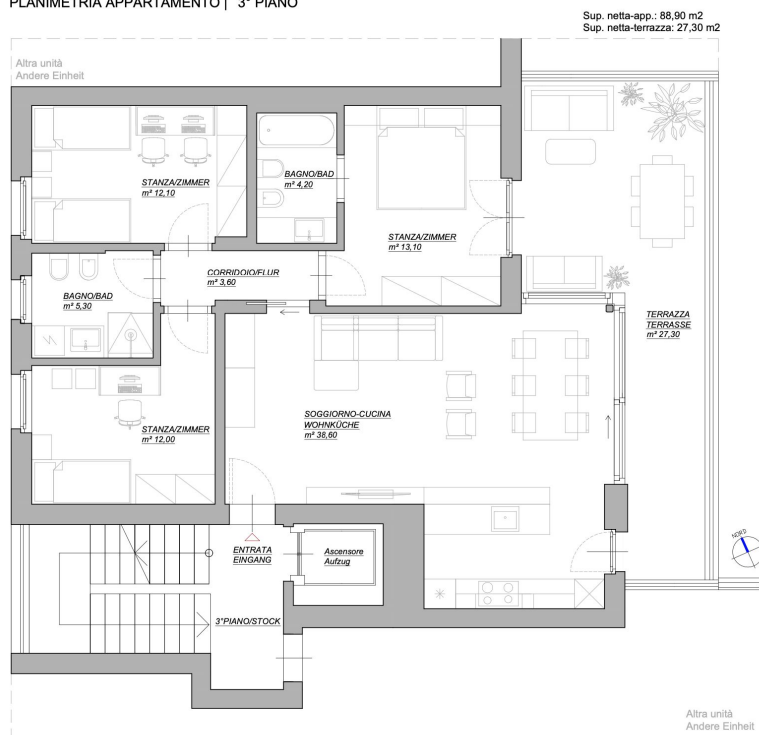 PLANIMETRIA APPARTAMENTO | 3° PIANO
Sup. netta-app.: 88,90 m2
Sup. netta-terrazza: 27,30 m2
Altra unità
Andere Einheit
STANZA/ZIMMER
m² 12,10
BAGNO/BAD
m² 4,20
STANZA/ZIMMER
m² 13,10
CORRIDOIO/FLUR
m² 3,60
BAGNO/BAD
m² 5,30
TERRAZZA
TERRASSE
m² 27,30
STANZA/ZIMMER
m² 12,00
SOGGIORNO-CUCINA
WOHNKÜCHE
m² 38,60
ENTRATA
EINGANG
Ascensore
Aufzug
NORD
3°PIANO/STOCK
Altra unità
Andere Einheit